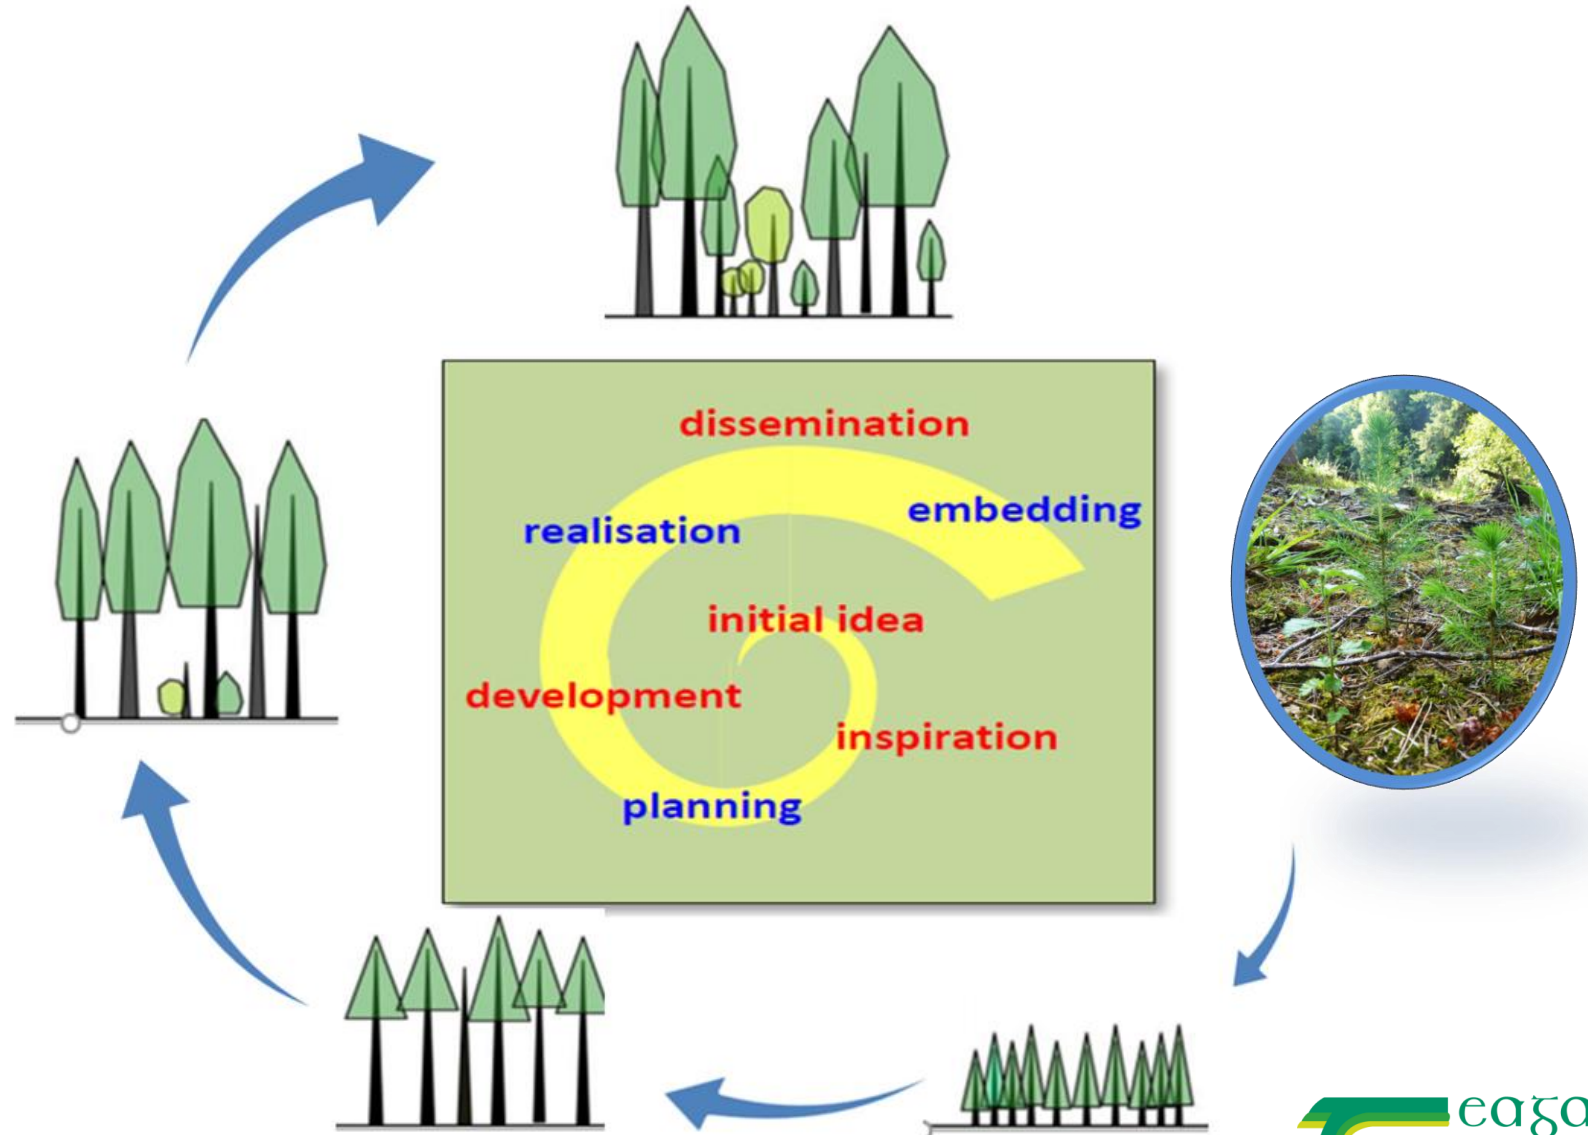 dissemination
embedding
realisation
initial idea
development
inspiration
planning
eaga